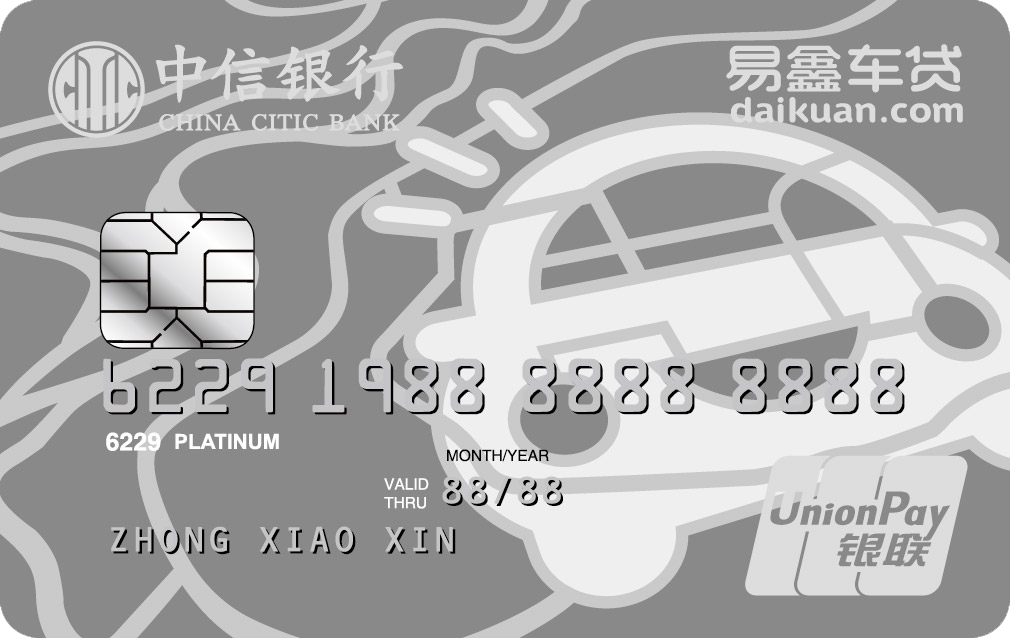 中信银行
CHINA CITIC BANK
易鑫车贷
daikuan.com
6229 1988 8888 8888
6229 PLATINUM
MONTH/YEAR
VALID THRU 88/88
ZHONG XIAO XIN
UnionPay
银联